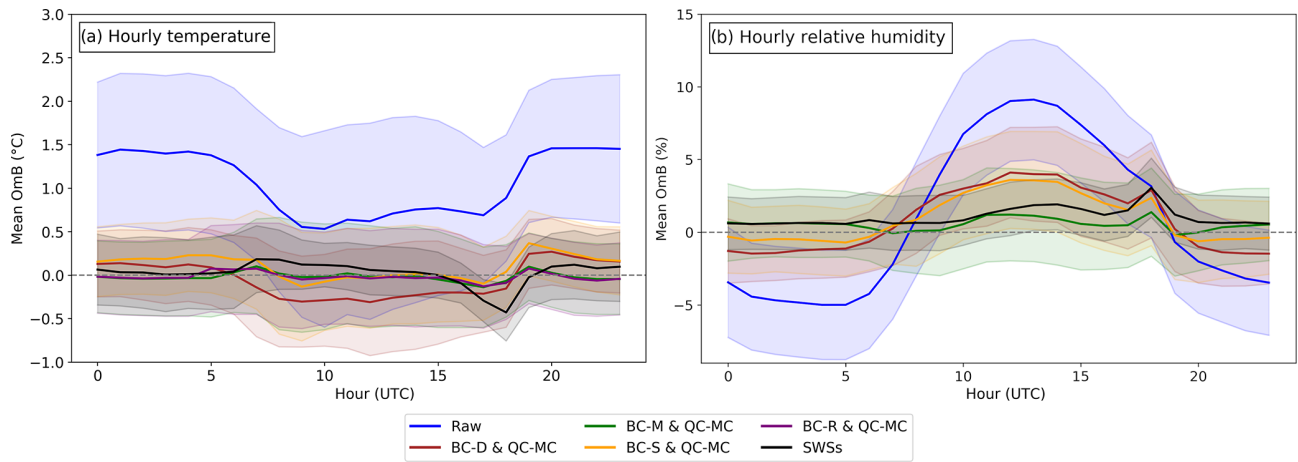 (a) Hourly temperature
3.0
2.5
2.0
1.5
1.0
0.5
0.0
−0.5
−1.0
Mean OmB (°C)
0 5 10 15 20
Hour (UTC)
(b) Hourly relative humidity
15
10
5
0
−5
Mean OmB (%)
0 5 10 15 20
Hour (UTC)
Raw BC-M & QC-MC BC-R & QC-MC
BC-D & QC-MC BC-S & QC-MC SWSs